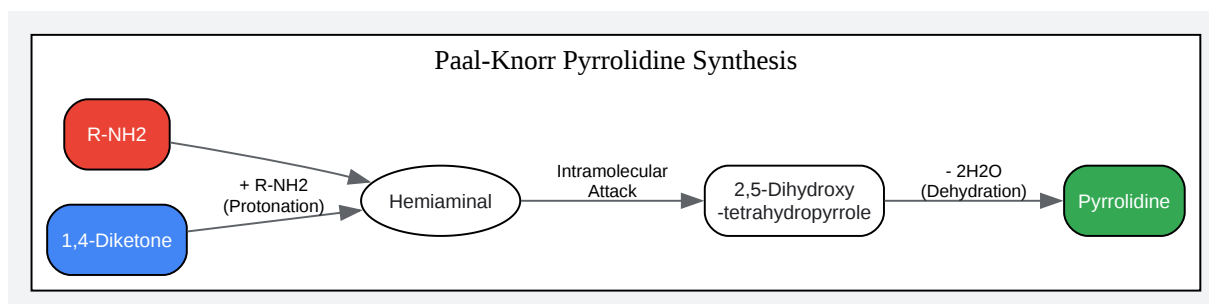 Paal-Knorr Pyrrolidine Synthesis
R-NH2
1,4-Diketone
+ R-NH2
(Protonation)
Hemiaminal
Intramolecular
Attack
2,5-Dihydroxy
-tetrahydropyrrole
- 2H2O
(Dehydration)
Pyrrolidine